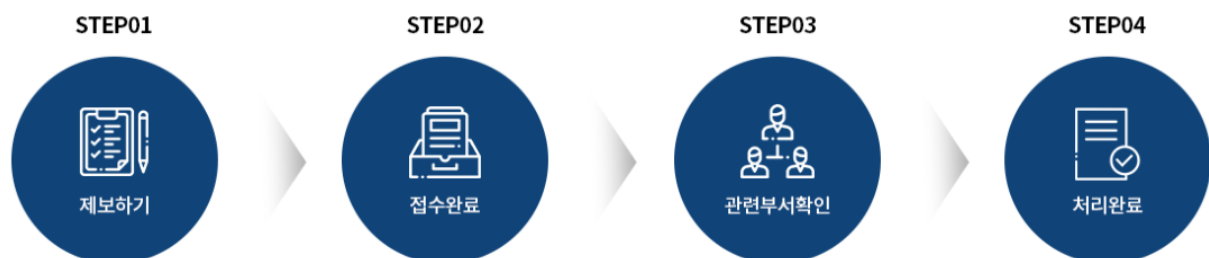 STEP01
STEP02
STEP03
STEP04
제보하기
접수완료
관련부서확인
처리완료